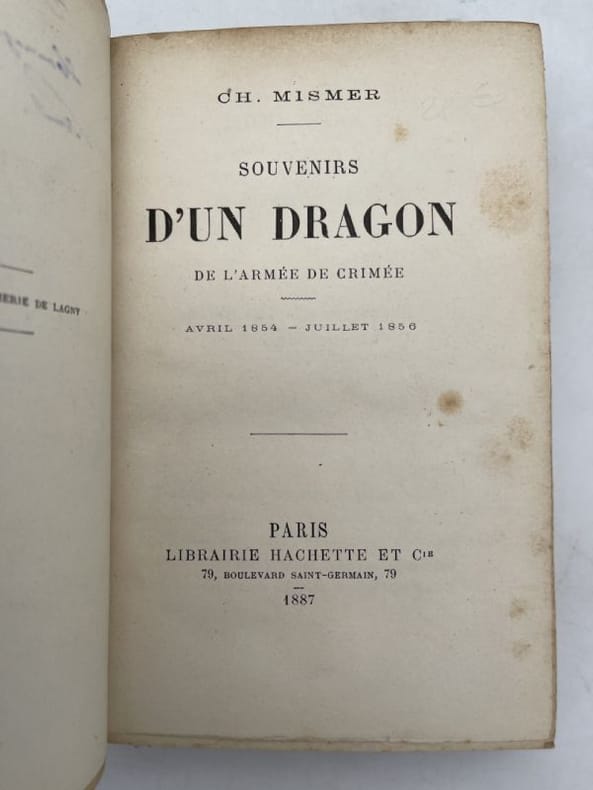 ERIE DE LAGNY
CH. MISMER
SOUVENIRS
D'UN DRAGON
DE L'ARMÉE DE CRIMÉE
AVRIL 1854 — JUILLET 1856
PARIS
LIBRAIRIE HACHETTE ET Cie
79, BOULEVARD SAINT-GERMAIN, 79
1887